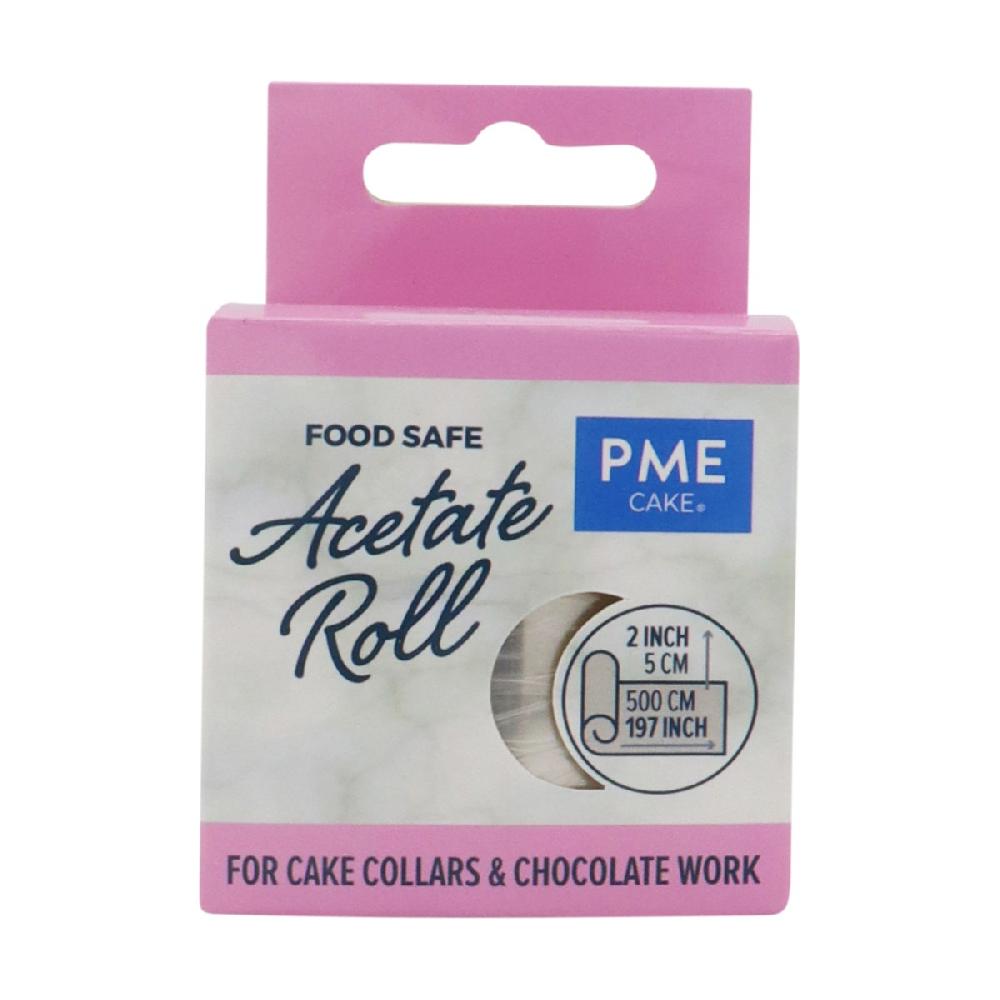 FOOD SAFE
Acetate
Roll
PME
CAKE®
2 INCH
5 CM
500 CM
197 INCH
FOR CAKE COLLARS & CHOCOLATE WORK